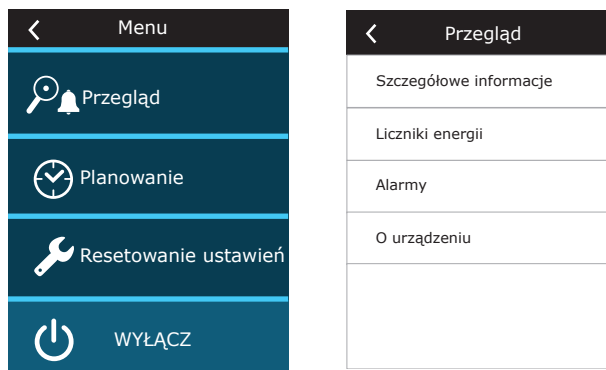 Menu
Przegląd
Planowanie
Resetowanie ustawień
WYŁĄCZ
Przegląd
Szczegółowe informacje
Liczniki energii
Alarmy
O urządzeniu